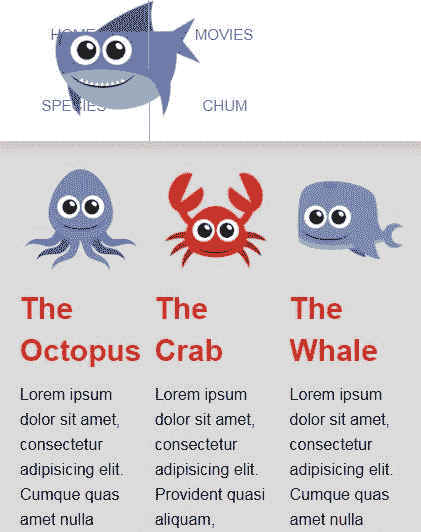 HOME
MOVIES
SPECIES
CHUM
The
Octopus
Lorem ipsum
dolor sit amet,
consectetur
adipisicing elit.
Cumque quas
amet nulla
The
Crab
Lorem ipsum
dolor sit amet,
consectetur
adipisicing elit.
Provident quasi
aliquam,
The
Whale
Lorem ipsum
dolor sit amet,
consectetur
adipisicing elit.
Cumque quas
amet nulla